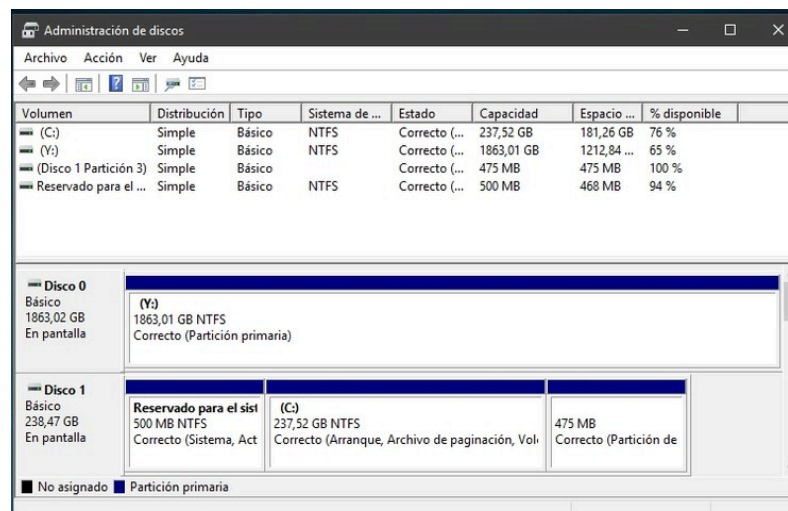 Administración de discos
Archivo Acción Ver Ayuda
Volumen Distribución Tipo Sistema de ... Estado Capacidad Espacio ... % disponible
(C:) Simple Básico NTFS Correcto (... 237,52 GB 181,26 GB 76 %
(Y:) Simple Básico NTFS Correcto (... 1863,01 GB 1212,84 ... 65 %
(Disco 1 Partición 3) Simple Básico Correcto (... 475 MB 475 MB 100 %
Reservado para el ... Simple Básico NTFS Correcto (... 500 MB 468 MB 94 %
Disco 0
Básico
1863,02 GB
En pantalla
(Y:)
1863,01 GB NTFS
Correcto (Partición primaria)
Disco 1
Básico
238,47 GB
En pantalla
Reservado para el sist
500 MB NTFS
Correcto (Sistema, Act
(C:)
237,52 GB NTFS
Correcto (Arranque, Archivo de paginación, Vol
475 MB
Correcto (Partición de
No asignado Partición primaria